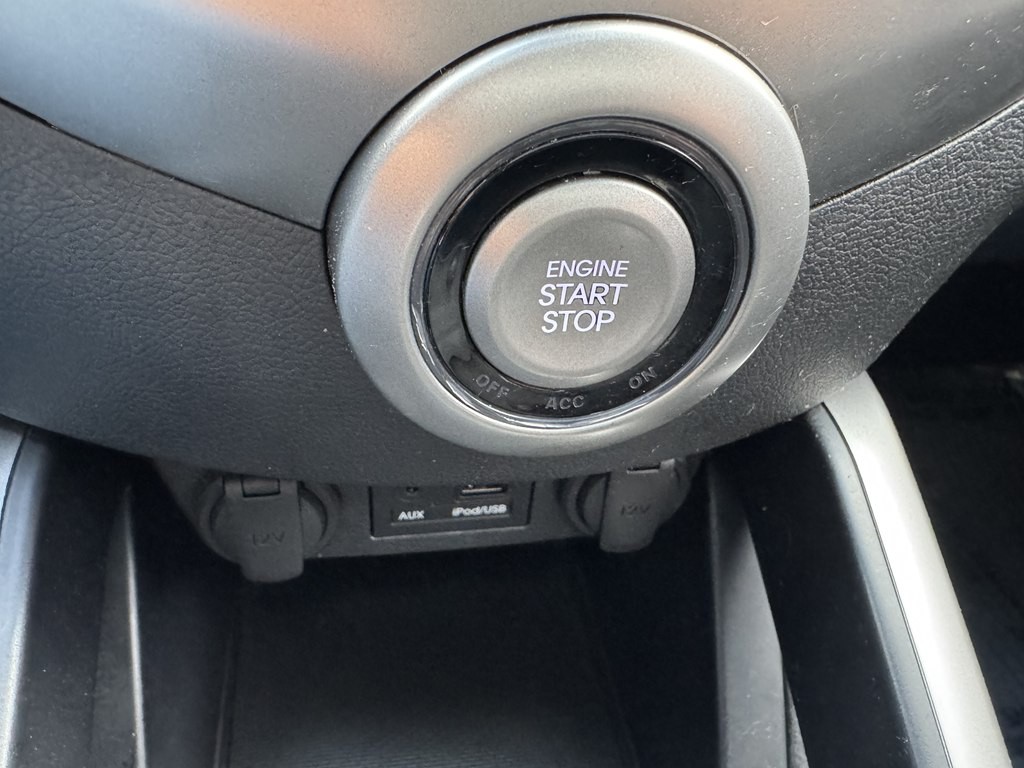 ENGINE
START
STOP
OFF ACC ON
AUX iPod/USB
12V 12V